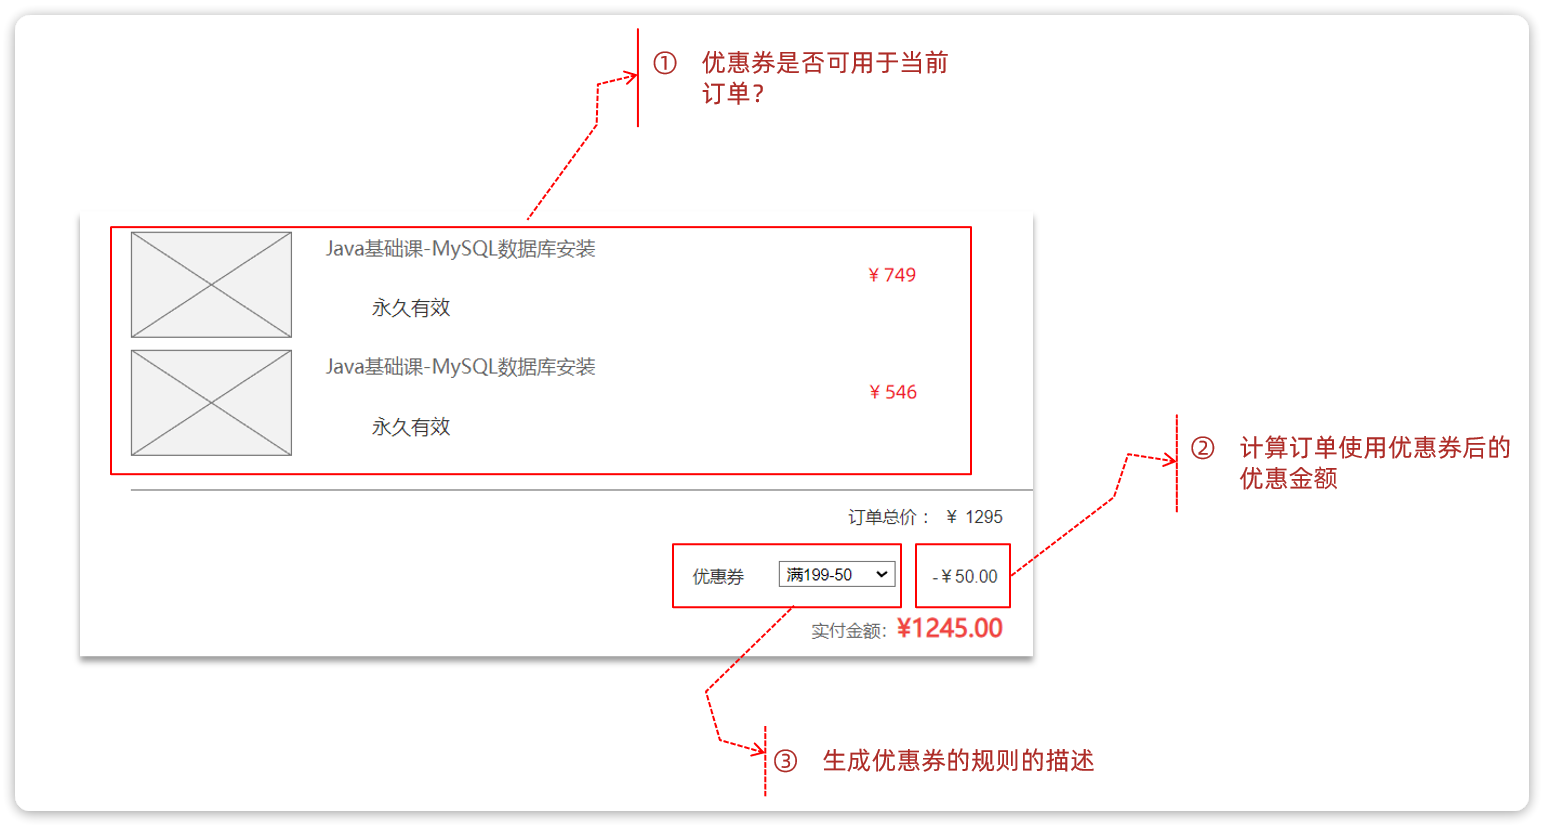 ① 优惠券是否可用于当前
订单?
Java基础课-MySQL数据库安装
¥ 749
永久有效
Java基础课-MySQL数据库安装
¥ 546
永久有效
② 计算订单使用优惠券后的
优惠金额
订单总价： ¥ 1295
优惠券 满199-50 -¥50.00
实付金额：¥1245.00
③ 生成优惠券的规则的描述